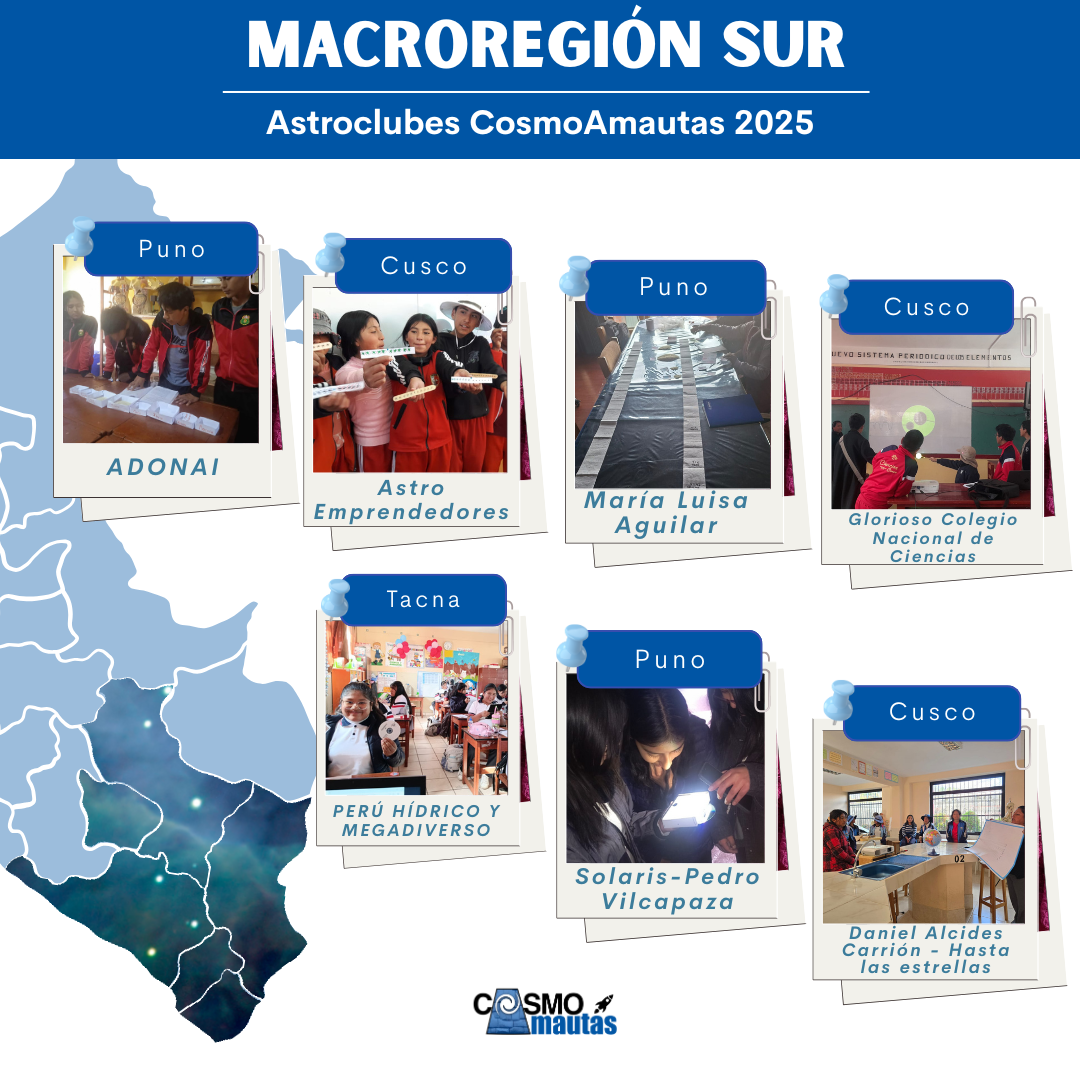 MACROREGIÓN SUR
Astroclubes CosmoAmautas 2025
Puno
ADONAI
Cusco
Astro
Emprendedores
Puno
María Luisa
Aguilar
Cusco
UEVO SISTEMA PERIODICO DE LOS ELEMENTOS
Glorioso Colegio
Nacional de
Ciencias
Tacna
PERÚ HÍDRICO Y
MEGADIVERSO
Puno
Solaris-Pedro
Vilcapaza
Cusco
02
Daniel Alcides
Carrión - Hasta
las estrellas
COSMO
amautas